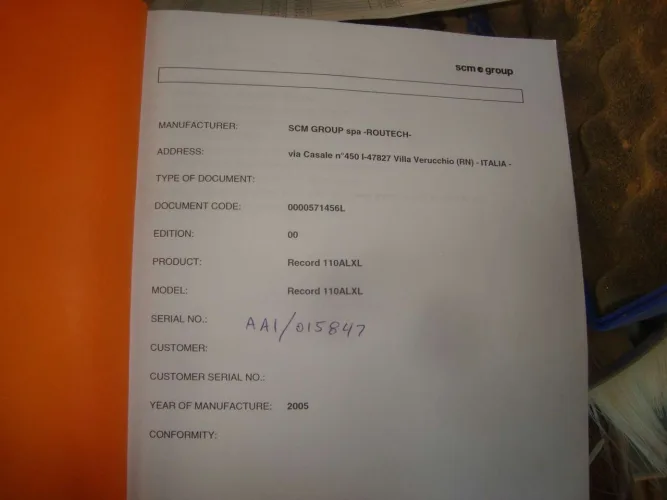 scm group
MANUFACTURER: SCM GROUP spa -ROUTECH-
ADDRESS: via Casale n°450 I-47827 Villa Verucchio (RN) - ITALIA -
TYPE OF DOCUMENT:
DOCUMENT CODE: 0000571456L
EDITION: 00
PRODUCT: Record 110ALXL
MODEL: Record 110ALXL
SERIAL NO.: AA1/015847
CUSTOMER:
CUSTOMER SERIAL NO.:
YEAR OF MANUFACTURE: 2005
CONFORMITY: